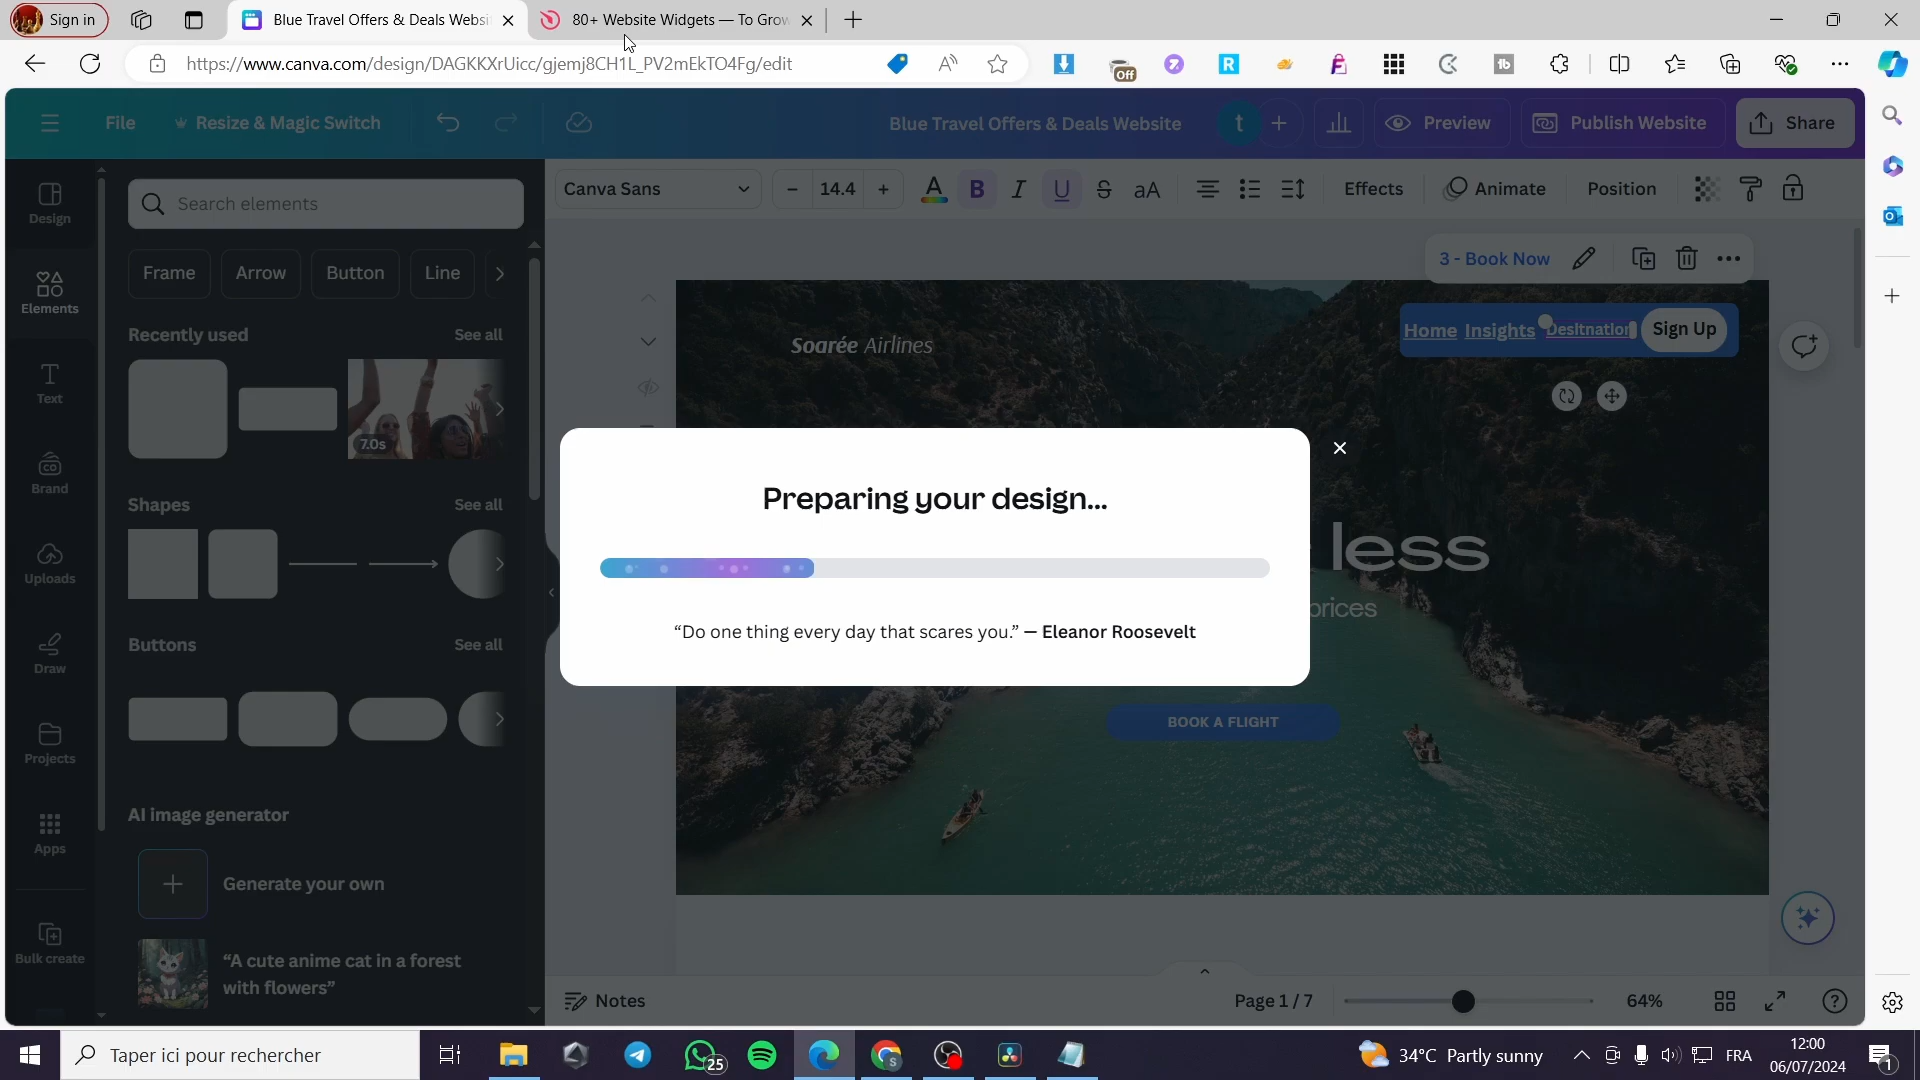 Sign in
Blue Travel Offers & Deals Websi
80+ Website Widgets — To Grow
https://www.canva.com/design/DAGKKXrUicc/gjemj8CH1L_PV2mEkTO4Fg/edit
Off
File
Resize & Magic Switch
Blue Travel Offers & Deals Website
t
Preview
Publish Website
Share
Design
Elements
Text
Brand
Uploads
Draw
Projects
Apps
Bulk create
Search elements
Frame
Arrow
Button
Line
Recently used
See all
7.0s
Shapes
See all
Buttons
See all
AI image generator
Generate your own
“A cute anime cat in a forest
with flowers”
Canva Sans
14.4
A
B
I
U
S
aA
Effects
Animate
Position
3 - Book Now
Soarée Airlines
Home
Insights
Desitnation
Sign Up
less
prices
BOOK A FLIGHT
Preparing your design...
“Do one thing every day that scares you.” — Eleanor Roosevelt
Notes
Page 1 / 7
64%
Taper ici pour rechercher
25
34°C Partly sunny
FRA
12:00
06/07/2024
1